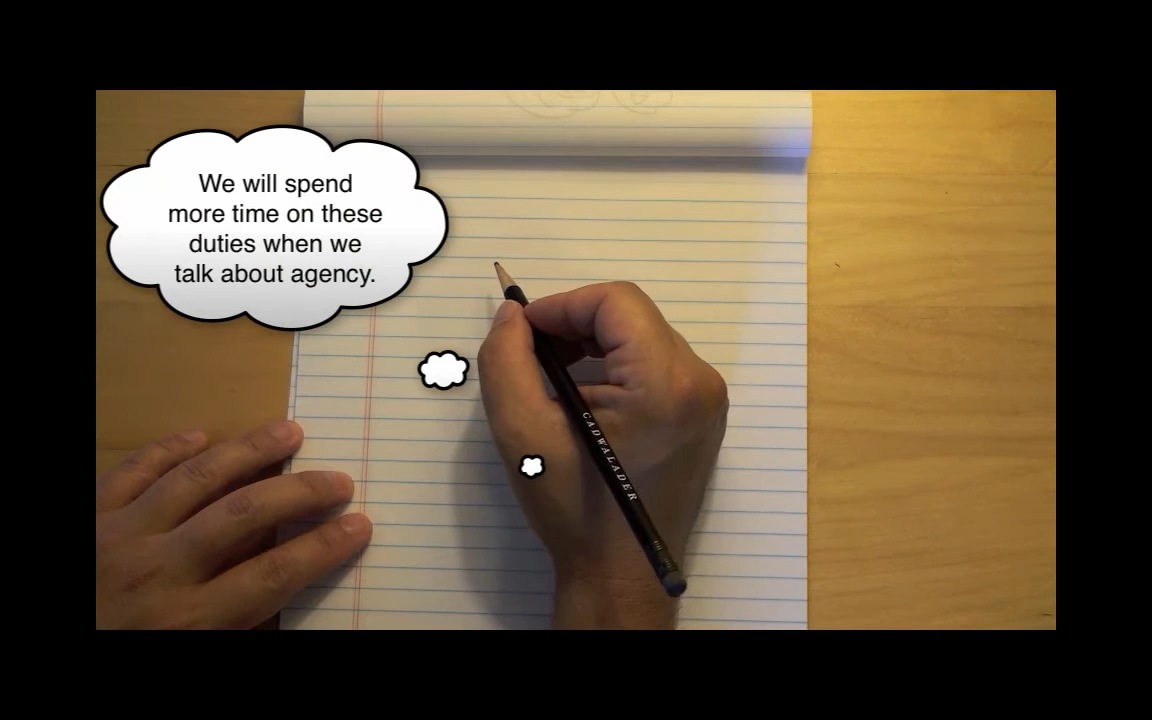 We will spend
more time on these
duties when we
talk about agency.
CADWALADER